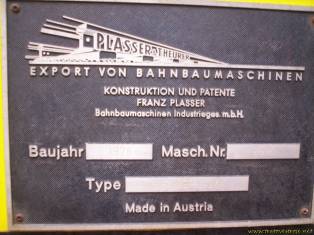 PLASSER & THEURER
EXPORT VON BAHNBAUMASCHINEN
KONSTRUKTION UND PATENTE
FRANZ PLASSER
Bahnbaumaschinen Industrieges.m.b.H.
Baujahr Masch.Nr.
Type
Made in Austria